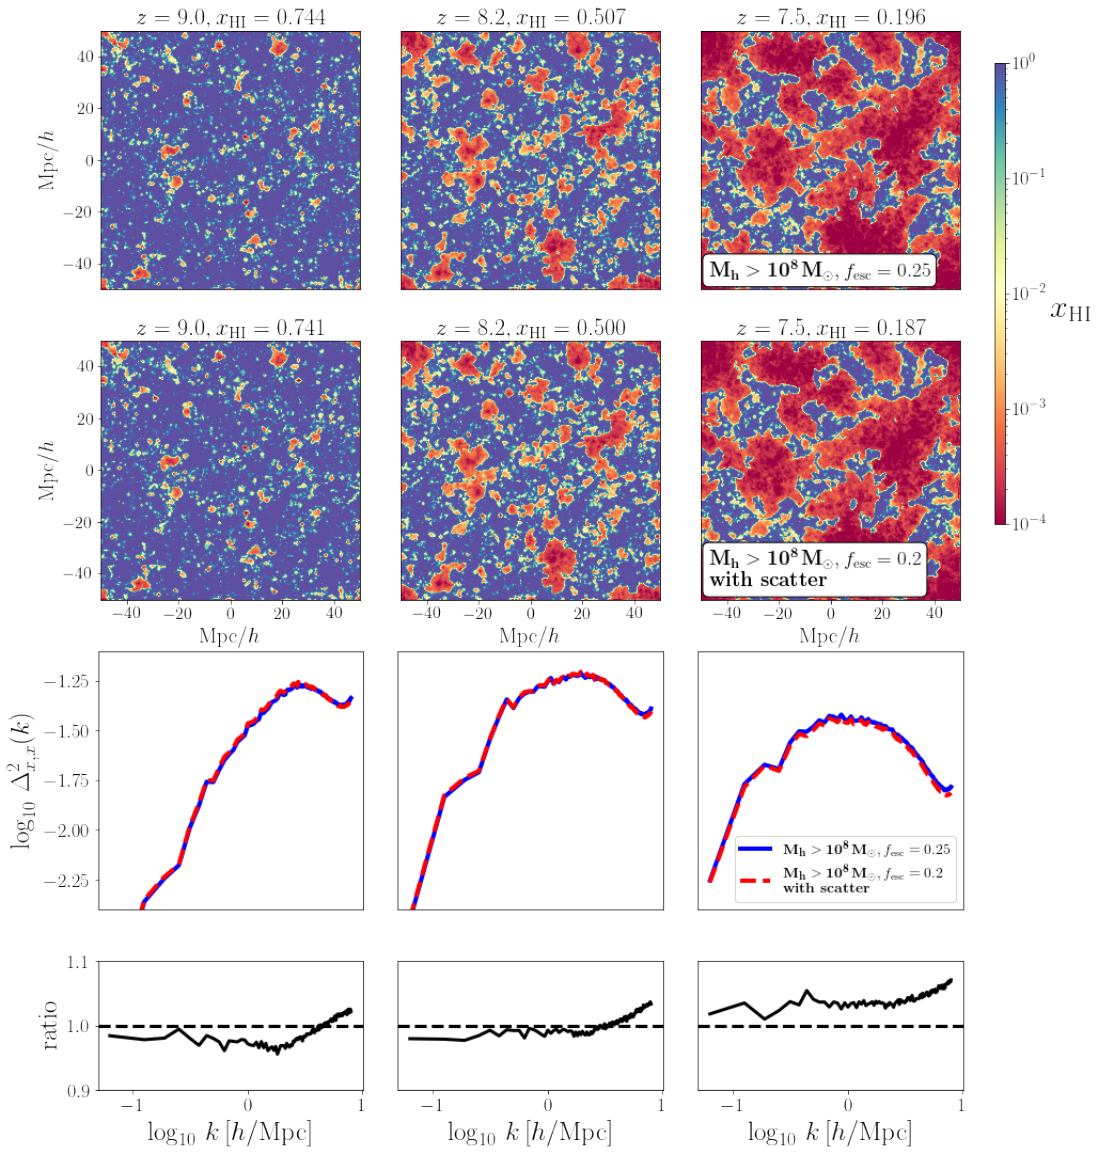 z = 9.0, x_HI = 0.744
z = 8.2, x_HI = 0.507
z = 7.5, x_HI = 0.196
40
20
0
−20
−40
Mpc/h
M_h > 10^8 M_⊙, f_esc = 0.25
10^0
10^−1
10^−2
10^−3
10^−4
x_HI
z = 9.0, x_HI = 0.741
z = 8.2, x_HI = 0.500
z = 7.5, x_HI = 0.187
40
20
0
−20
−40
Mpc/h
M_h > 10^8 M_⊙, f_esc = 0.2
with scatter
−40 −20 0 20 40
−40 −20 0 20 40
−40 −20 0 20 40
Mpc/h
Mpc/h
Mpc/h
−1.25
−1.50
−1.75
−2.00
−2.25
log_10 Δ^2_x,x(k)
M_h > 10^8 M_⊙, f_esc = 0.25
M_h > 10^8 M_⊙, f_esc = 0.2
with scatter
1.1
1.0
0.9
ratio
−1 0 1
−1 0 1
−1 0 1
log_10 k [h/Mpc]
log_10 k [h/Mpc]
log_10 k [h/Mpc]